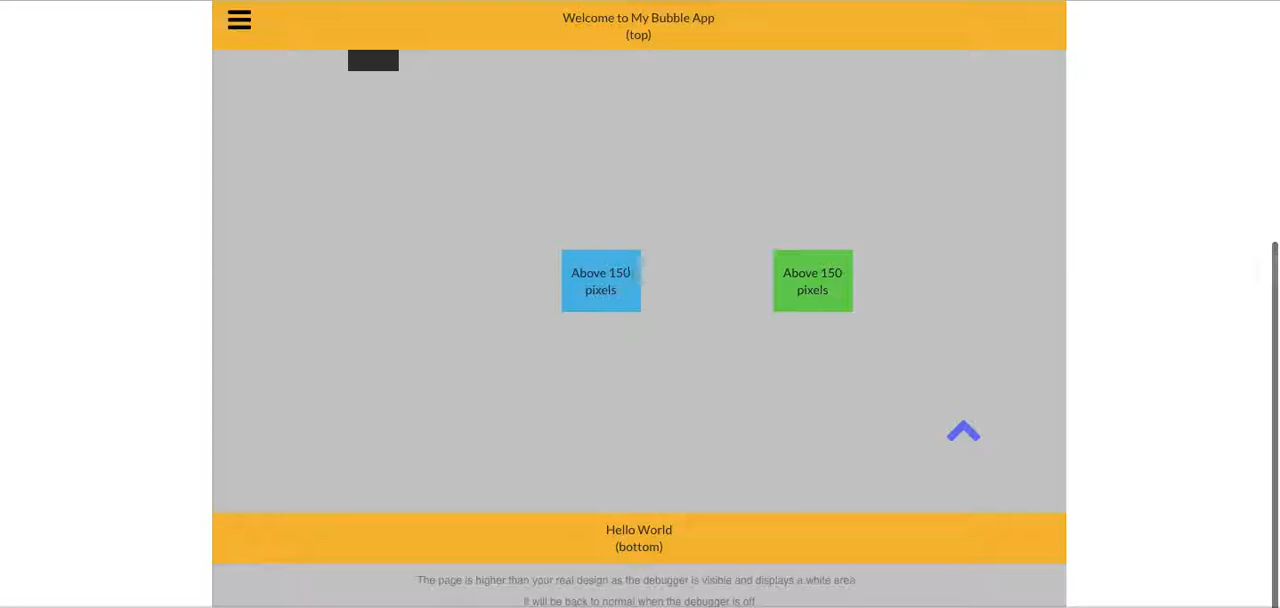 Welcome to My Bubble App
(top)
Above 150
pixels
Above 150
pixels
Hello World
(bottom)
The page is higher than your real design as the debugger is visible and displays a white area
It will be back to normal when the debugger is off